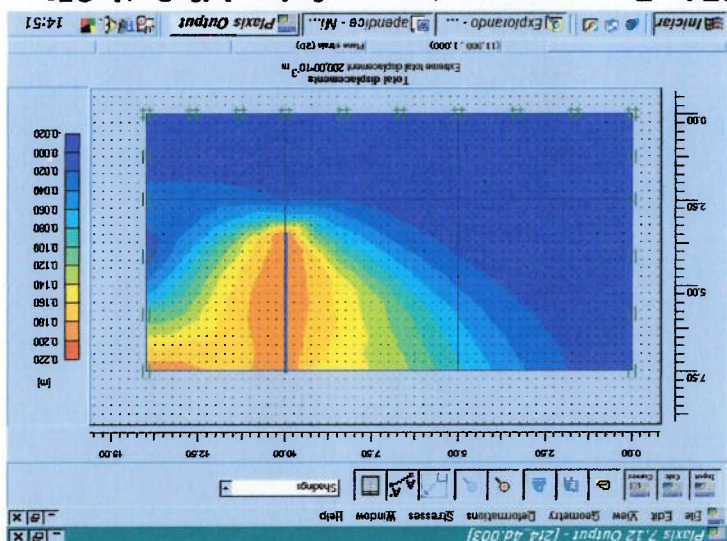 Plaxis 7.12 Output -
File Edit View Geometry Deformations Stresses Window Help
Input Calc Curves Shadings
0.00 2.50 5.00 7.50 10.00 12.50 15.00
7.50
5.00
2.50
0.00
[m]
0.220
0.200
0.180
0.160
0.140
0.120
0.100
0.080
0.060
0.040
0.020
0.000
-0.020
Total displacements
Extreme total displacement 200,00*10-3 m
(11.000 , 1.000) Plane strain (2D)
Iniciar Explorando - ... apendice - Mi... Plaxis Output 14:51